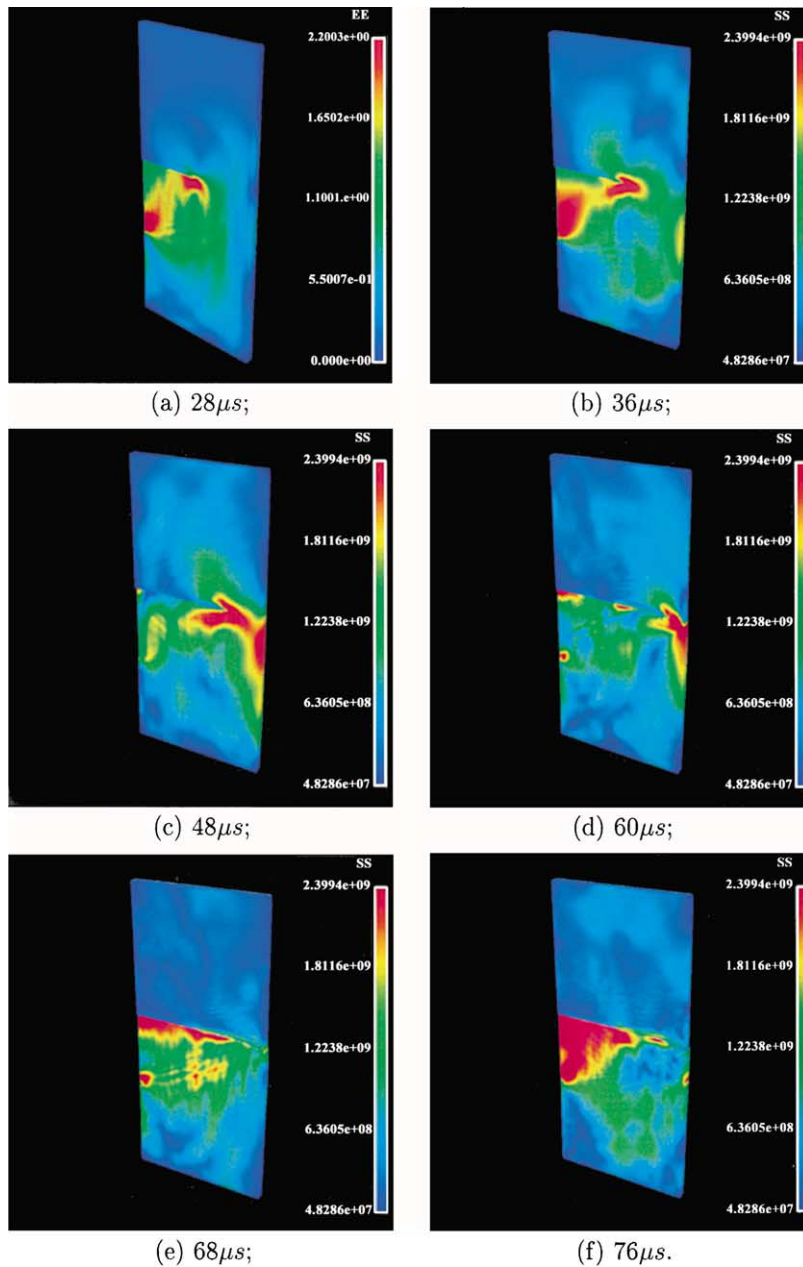 EE
2.2003e+00
1.6502e+00
1.1001.e+00
5.5007e-01
0.000e+00
(a) 28μs;
SS
2.3994e+09
1.8116e+09
1.2238e+09
6.3605e+08
4.8286e+07
(b) 36μs;
SS
2.3994e+09
1.8116e+09
1.2238e+09
6.3605e+08
4.8286e+07
(c) 48μs;
SS
2.3994e+09
1.8116e+09
1.2238e+09
6.3605e+08
4.8286e+07
(d) 60μs;
SS
2.3994e+09
1.8116e+09
1.2238e+09
6.3605e+08
4.8286e+07
(e) 68μs;
SS
2.3994e+09
1.8116e+09
1.2238e+09
6.3605e+08
4.8286e+07
(f) 76μs.